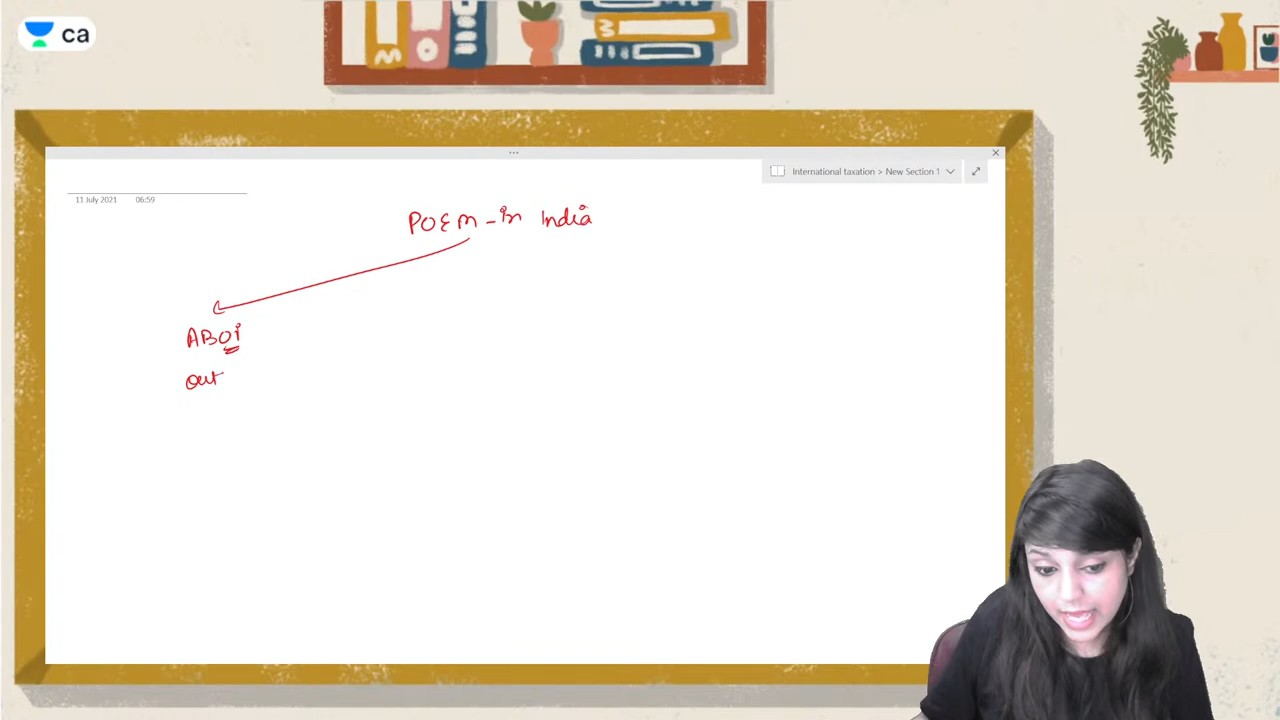 ca
International taxation > New Section 1
11 July 2021 06:59
POEM - in India
ABOI
out